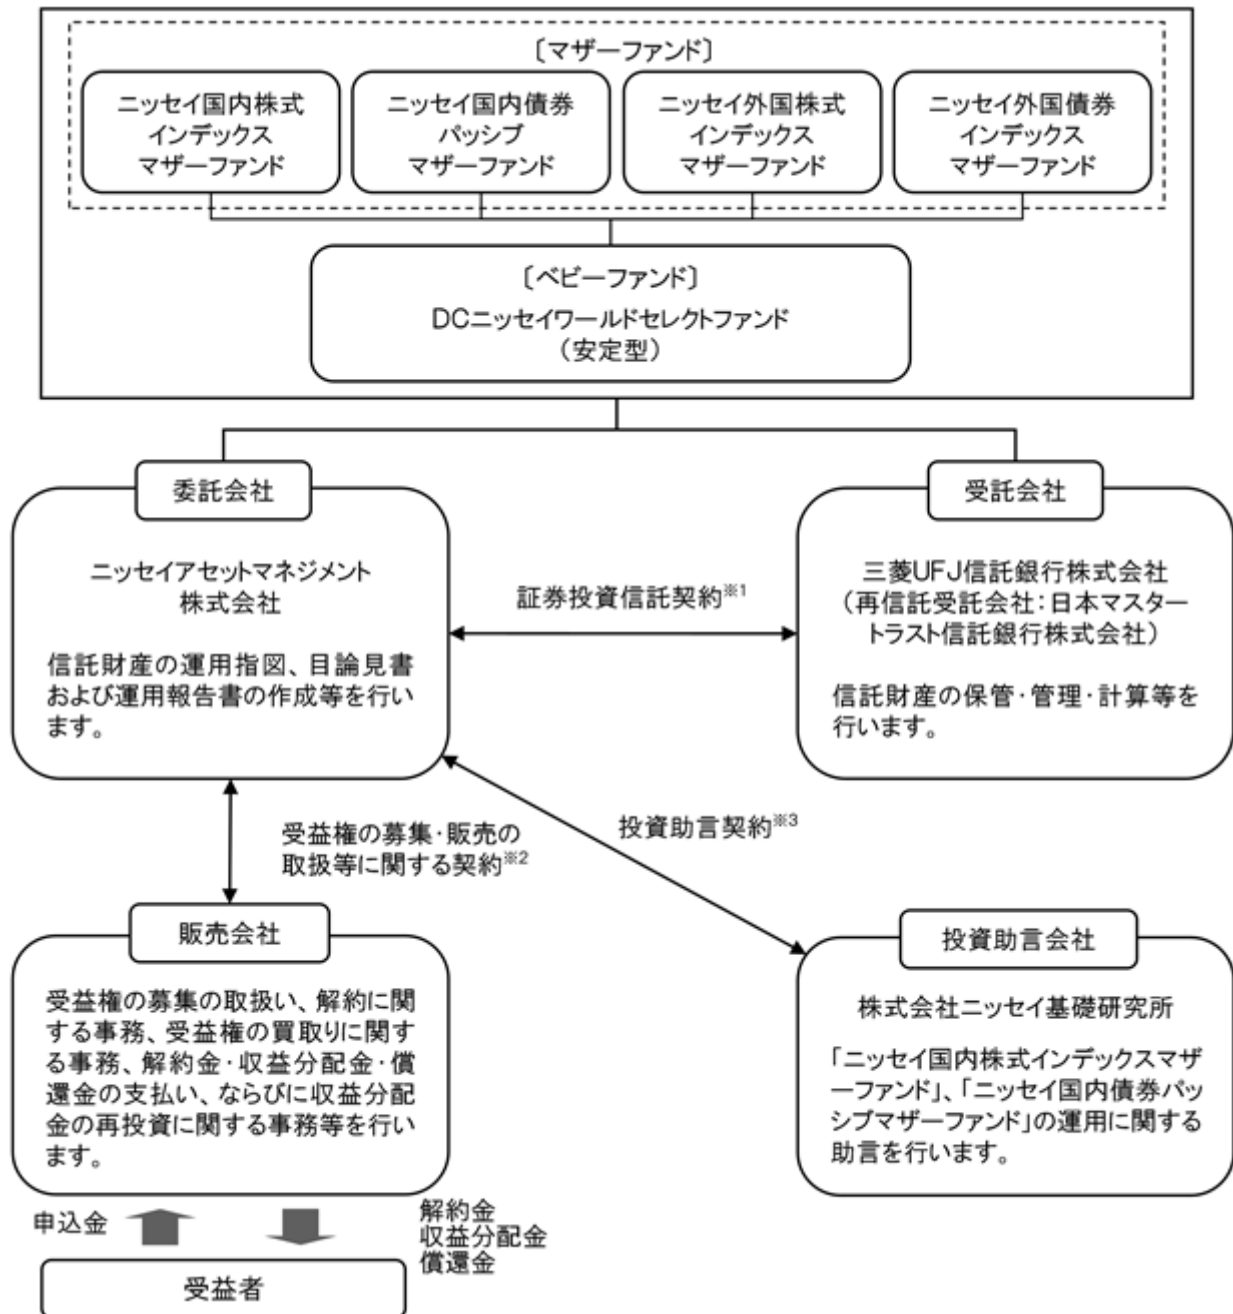 〔マザーファンド〕
ニッセイ国内株式
インデックス
マザーファンド
ニッセイ国内債券
パッシブ
マザーファンド
ニッセイ外国株式
インデックス
マザーファンド
ニッセイ外国債券
インデックス
マザーファンド
〔ベビーファンド〕
DCニッセイワールドセレクトファンド
（安定型）
委託会社
ニッセイアセットマネジメント
株式会社
信託財産の運用指図、目論見書
および運用報告書の作成等を行い
ます。
証券投資信託契約※1
受託会社
三菱UFJ信託銀行株式会社
（再信託受託会社：日本マスター
トラスト信託銀行株式会社）
信託財産の保管・管理・計算等を
行います。
受益権の募集・販売の
取扱等に関する契約※2
投資助言契約※3
販売会社
受益権の募集の取扱い、解約に関
する事務、受益権の買取りに関す
る事務、解約金・収益分配金・償
還金の支払い、ならびに収益分配
金の再投資に関する事務等を行い
ます。
投資助言会社
株式会社ニッセイ基礎研究所
「ニッセイ国内株式インデックスマザ
ーファンド」、「ニッセイ国内債券パッ
シブマザーファンド」の運用に関する
助言を行います。
申込金
解約金
収益分配金
償還金
受益者